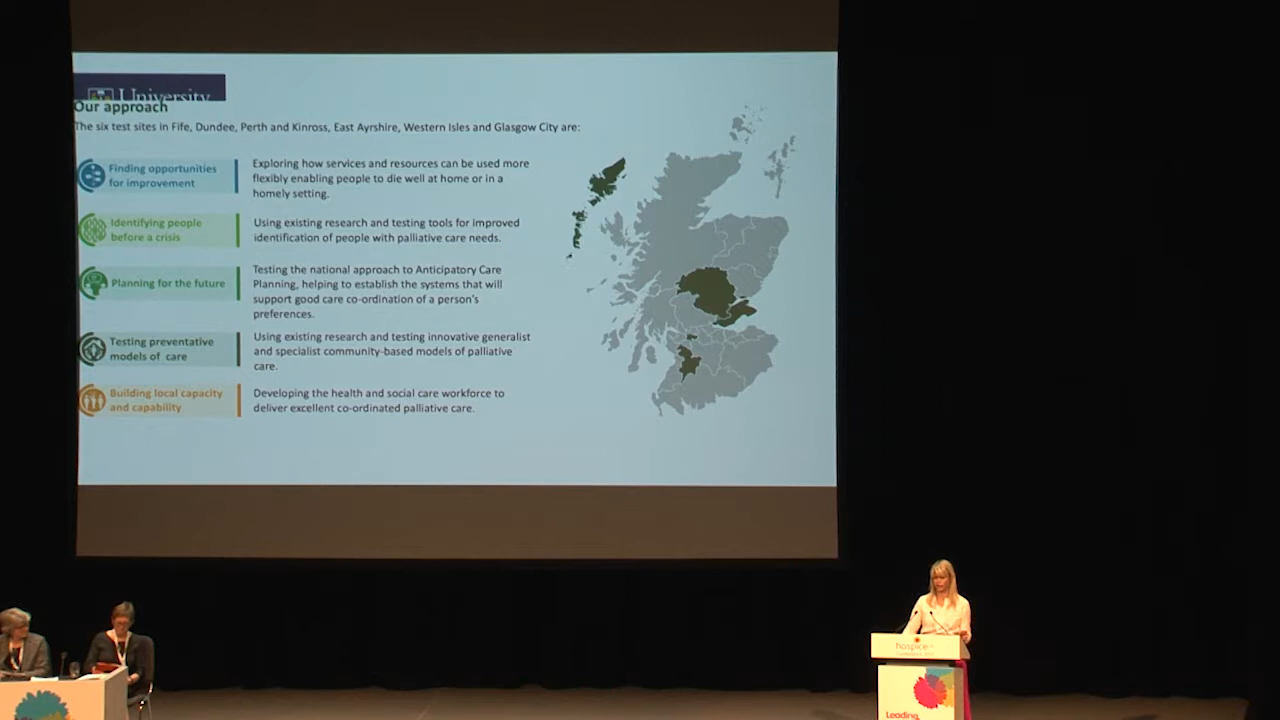 University
Our approach
The six test sites in Fife, Dundee, Perth and Kinross, East Ayrshire, Western Isles and Glasgow City are:
Finding opportunities
for improvement
Exploring how services and resources can be used more
flexibly enabling people to die well at home or in a
homely setting.
Identifying people
before a crisis
Using existing research and testing tools for improved
identification of people with palliative care needs.
Planning for the future
Testing the national approach to Anticipatory Care
Planning, helping to establish the systems that will
support good care co-ordination of a person's
preferences.
Testing preventative
models of care
Using existing research and testing innovative generalist
and specialist community-based models of palliative
care.
Building local capacity
and capability
Developing the health and social care workforce to
deliver excellent co-ordinated palliative care.
hospice
Leading